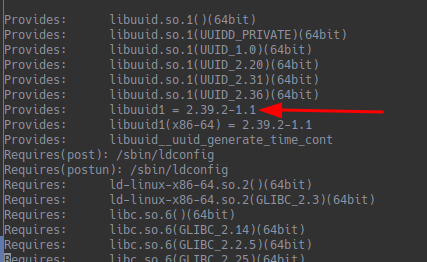 Provides: libuuid.so.1()(64bit)
Provides: libuuid.so.1(UUIDD_PRIVATE)(64bit)
Provides: libuuid.so.1(UUID_1.0)(64bit)
Provides: libuuid.so.1(UUID_2.20)(64bit)
Provides: libuuid.so.1(UUID_2.31)(64bit)
Provides: libuuid.so.1(UUID_2.36)(64bit)
Provides: libuuid1 = 2.39.2-1.1
Provides: libuuid1(x86-64) = 2.39.2-1.1
Provides: libuuid__uuid_generate_time_cont
Requires(post): /sbin/ldconfig
Requires(postun): /sbin/ldconfig
Requires: ld-linux-x86-64.so.2()(64bit)
Requires: ld-linux-x86-64.so.2(GLIBC_2.3)(64bit)
Requires: libc.so.6()(64bit)
Requires: libc.so.6(GLIBC_2.14)(64bit)
Requires: libc.so.6(GLIBC_2.2.5)(64bit)
Requires: libc.so.6(GLIBC_2.25)(64bit)